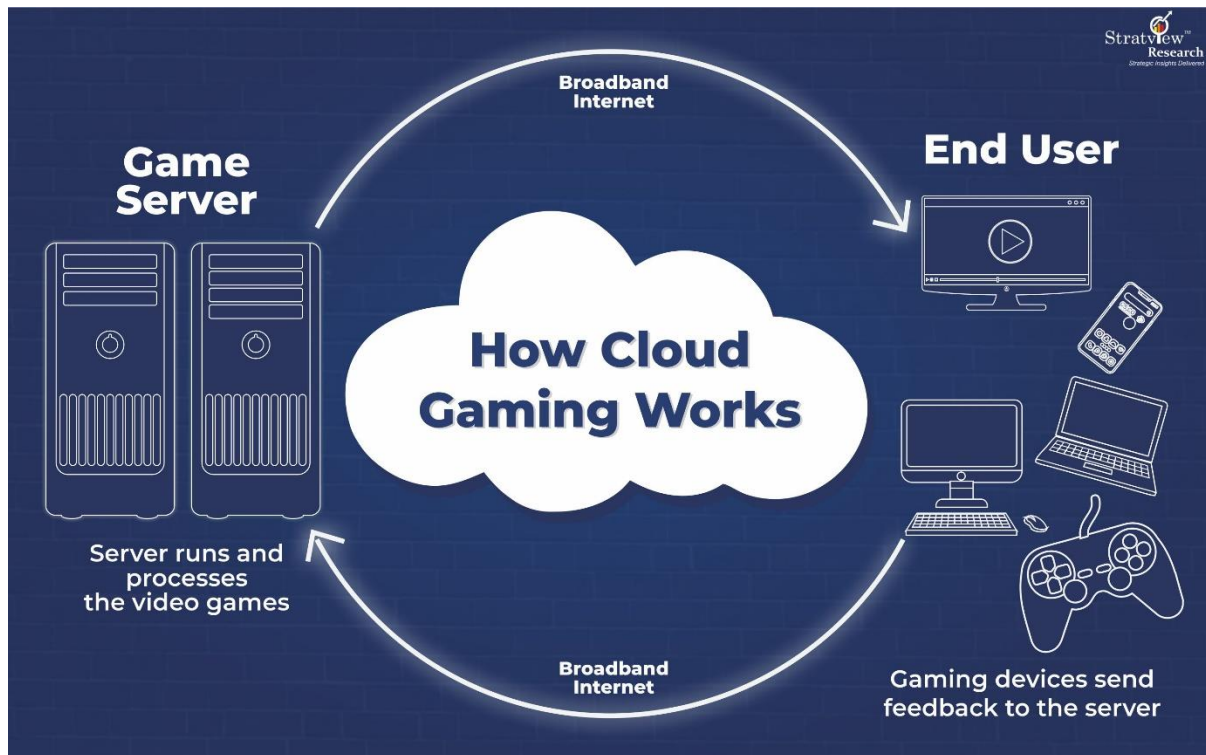 Stratview™
Research
Strategic Insights Delivered
Broadband
Internet
Game
Server
End User
How Cloud
Gaming Works
Server runs and
processes
the video games
Broadband
Internet
Gaming devices send
feedback to the server